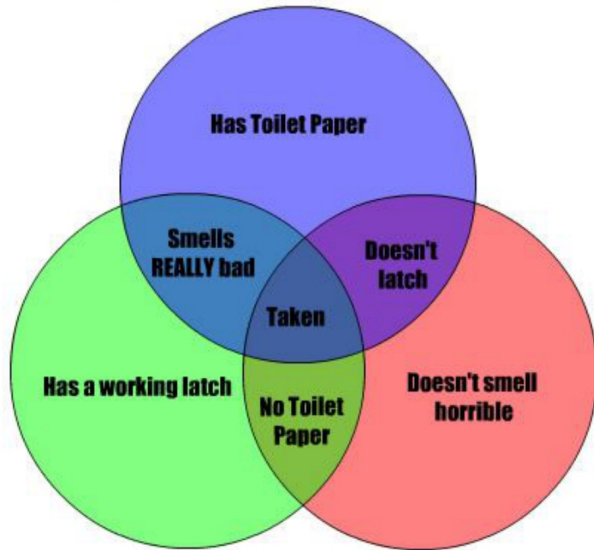 Has Toilet Paper
Smells
REALLY bad
Doesn't
latch
Taken
Has a working latch
No Toilet
Paper
Doesn't smell
horrible